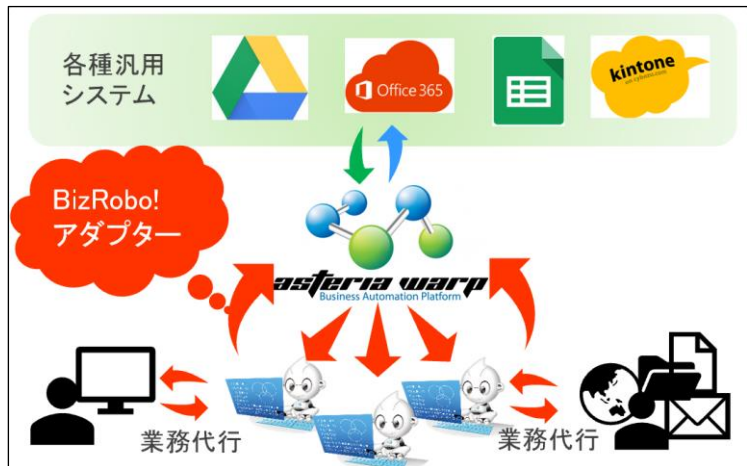 各種汎用
システム
Office 365
kintone
BizRobo!
アダプター
asteria warp
Business Automation Platform
業務代行
業務代行